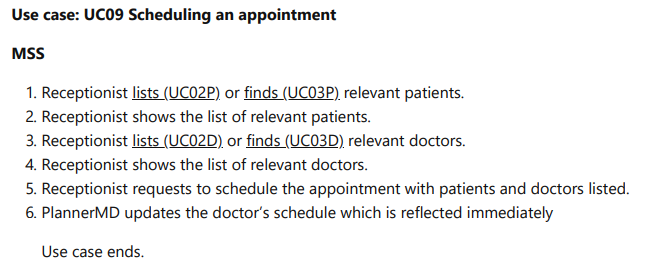 Use case: UC09 Scheduling an appointment
MSS
1. Receptionist lists (UC02P) or finds (UC03P) relevant patients.
2. Receptionist shows the list of relevant patients.
3. Receptionist lists (UC02D) or finds (UC03D) relevant doctors.
4. Receptionist shows the list of relevant doctors.
5. Receptionist requests to schedule the appointment with patients and doctors listed.
6. PlannerMD updates the doctor’s schedule which is reflected immediately
Use case ends.